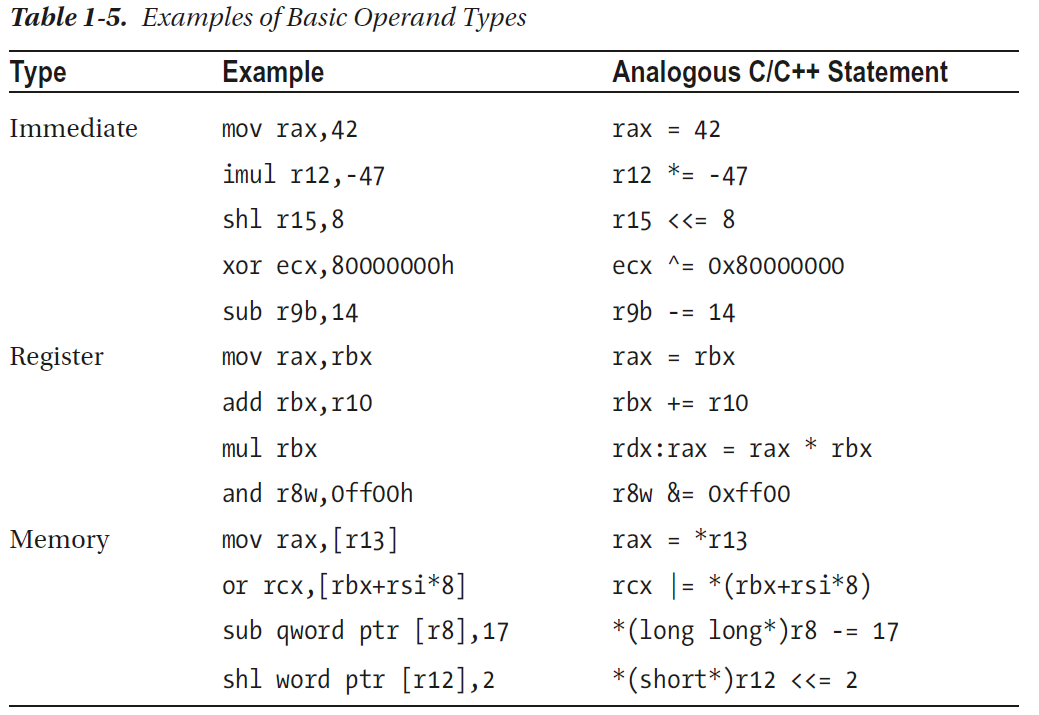 Table 1-5. Examples of Basic Operand Types
Type Example Analogous C/C++ Statement
Immediate mov rax,42 rax = 42
imul r12,-47 r12 *= -47
shl r15,8 r15 <<= 8
xor ecx,80000000h ecx ^= 0x80000000
sub r9b,14 r9b -= 14
Register mov rax,rbx rax = rbx
add rbx,r10 rbx += r10
mul rbx rdx:rax = rax * rbx
and r8w,0ff00h r8w &= 0xff00
Memory mov rax,[r13] rax = *r13
or rcx,[rbx+rsi*8] rcx |= *(rbx+rsi*8)
sub qword ptr [r8],17 *(long long*)r8 -= 17
shl word ptr [r12],2 *(short*)r12 <<= 2